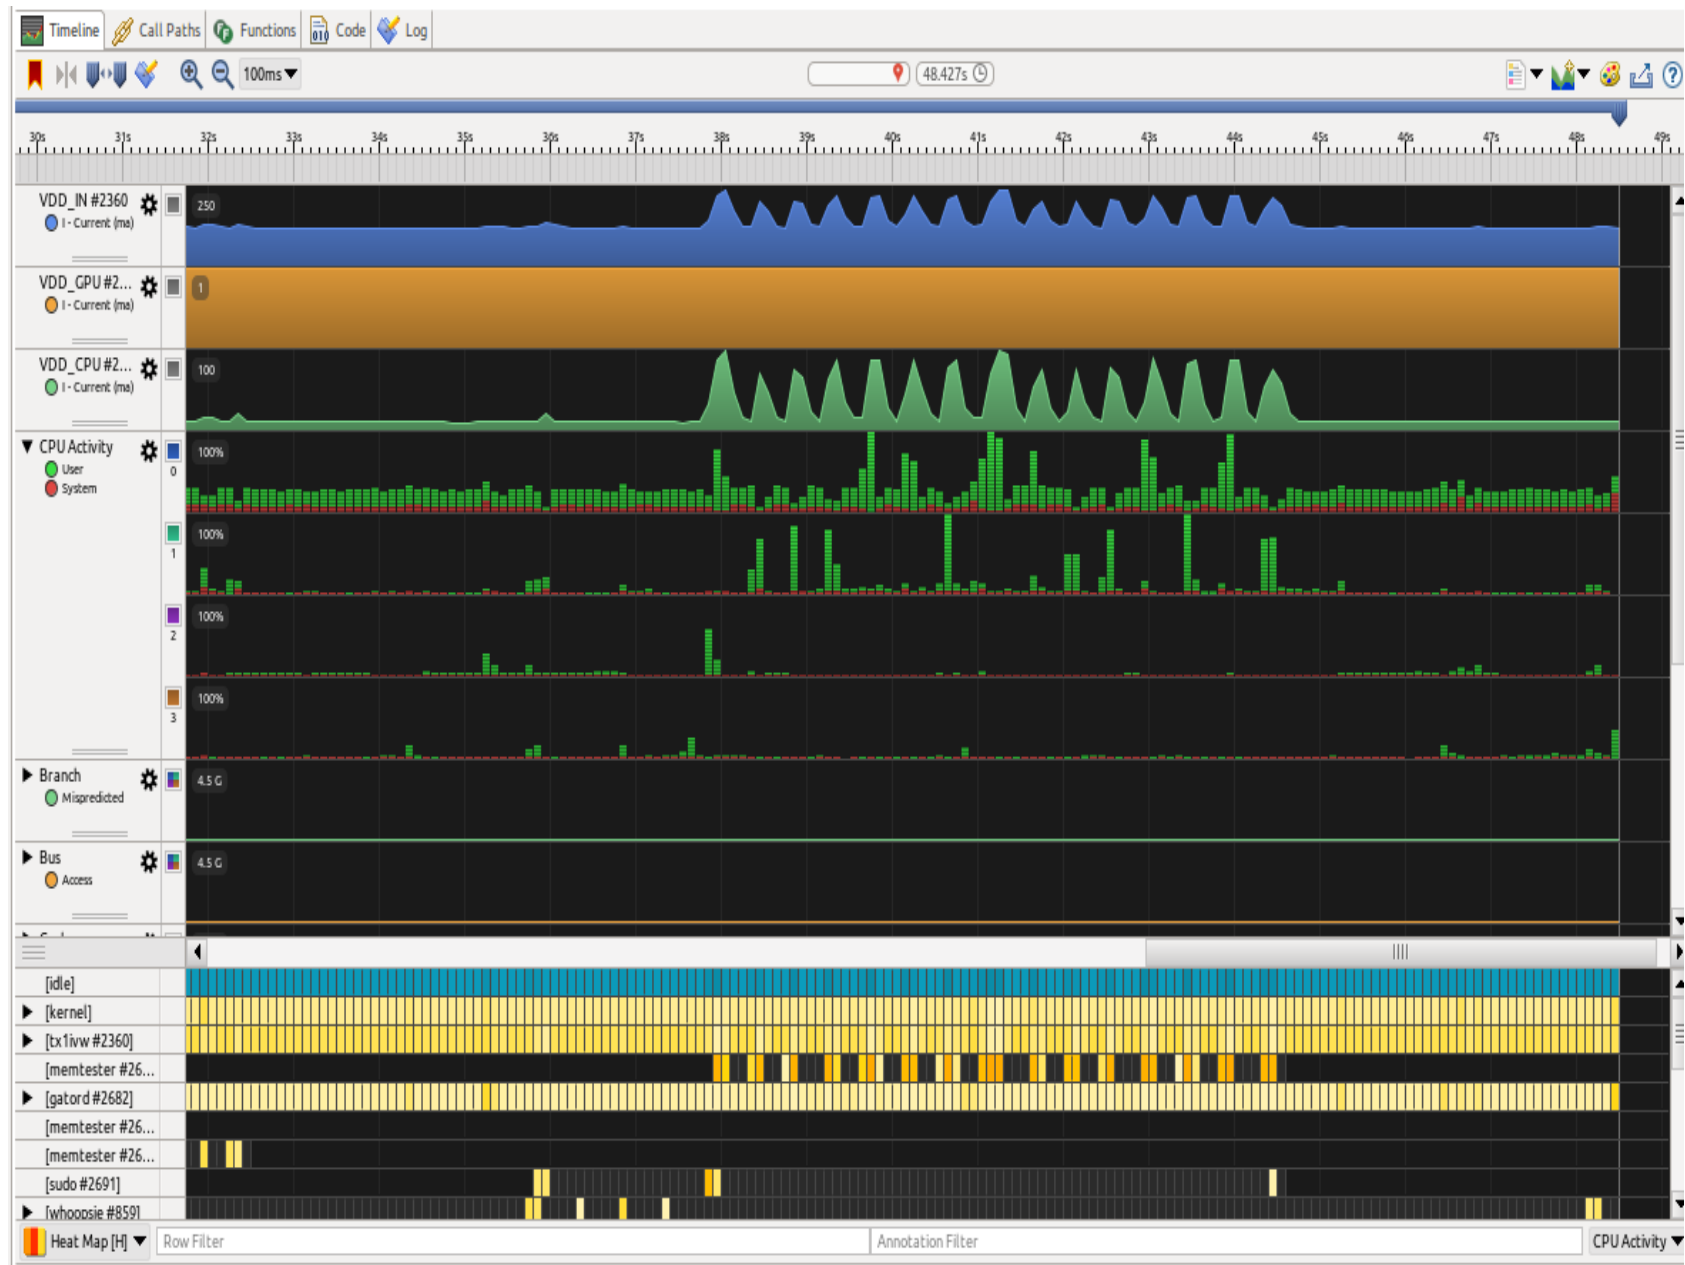 Timeline Call Paths Functions Code Log
100ms 48.427s
30s 31s 32s 33s 34s 35s 36s 37s 38s 39s 40s 41s 42s 43s 44s 45s 46s 47s 48s 49s
VDD_IN #2360
I - Current (ma)
250
VDD_GPU #2...
I - Current (ma)
1
VDD_CPU #2...
I - Current (ma)
100
CPU Activity
User
System
0
100%
1
100%
2
100%
3
100%
Branch
Mispredicted
4.5 G
Bus
Access
4.5 G
[idle]
[kernel]
[tx1ivw #2360]
[memtester #26...
[gatord #2682]
[memtester #26...
[memtester #26...
[sudo #2691]
[whoopsie #859]
Heat Map [H] Row Filter Annotation Filter CPU Activity